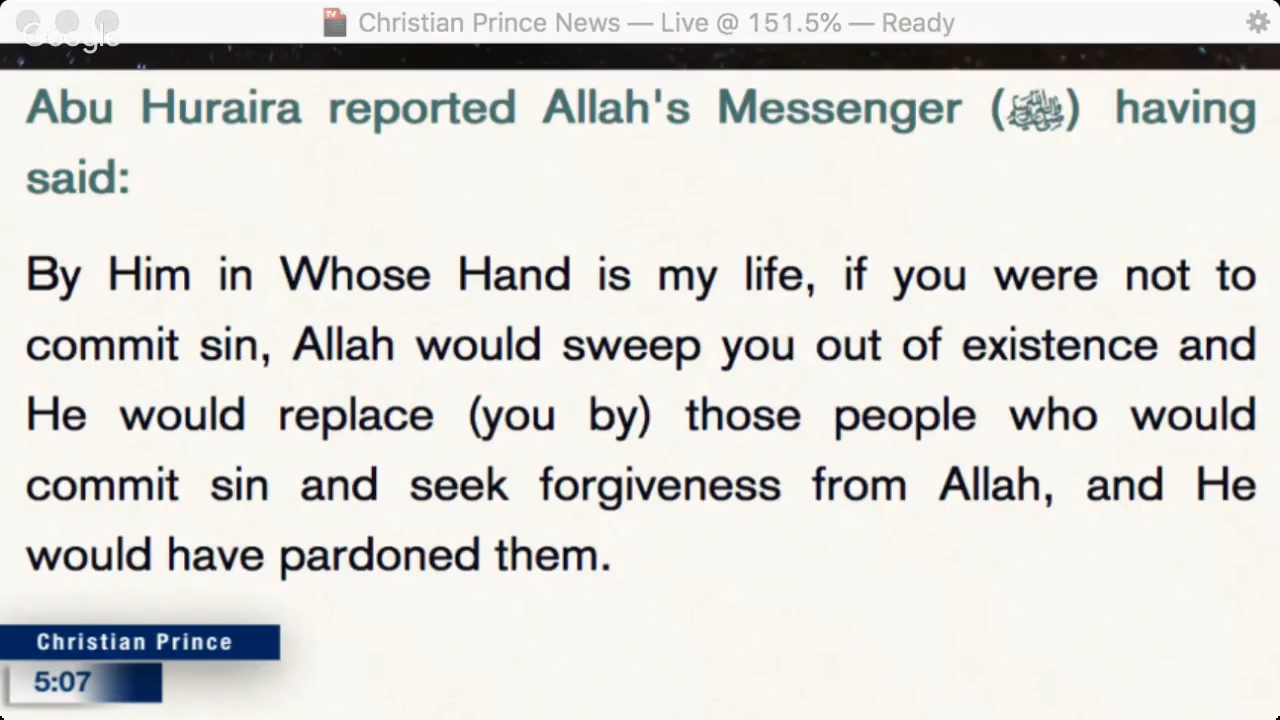 Christian Prince News — Live @ 151.5% — Ready
Google
Abu Huraira reported Allah's Messenger (ﷺ) having
said:
By Him in Whose Hand is my life, if you were not to
commit sin, Allah would sweep you out of existence and
He would replace (you by) those people who would
commit sin and seek forgiveness from Allah, and He
would have pardoned them.
Christian Prince
5:07